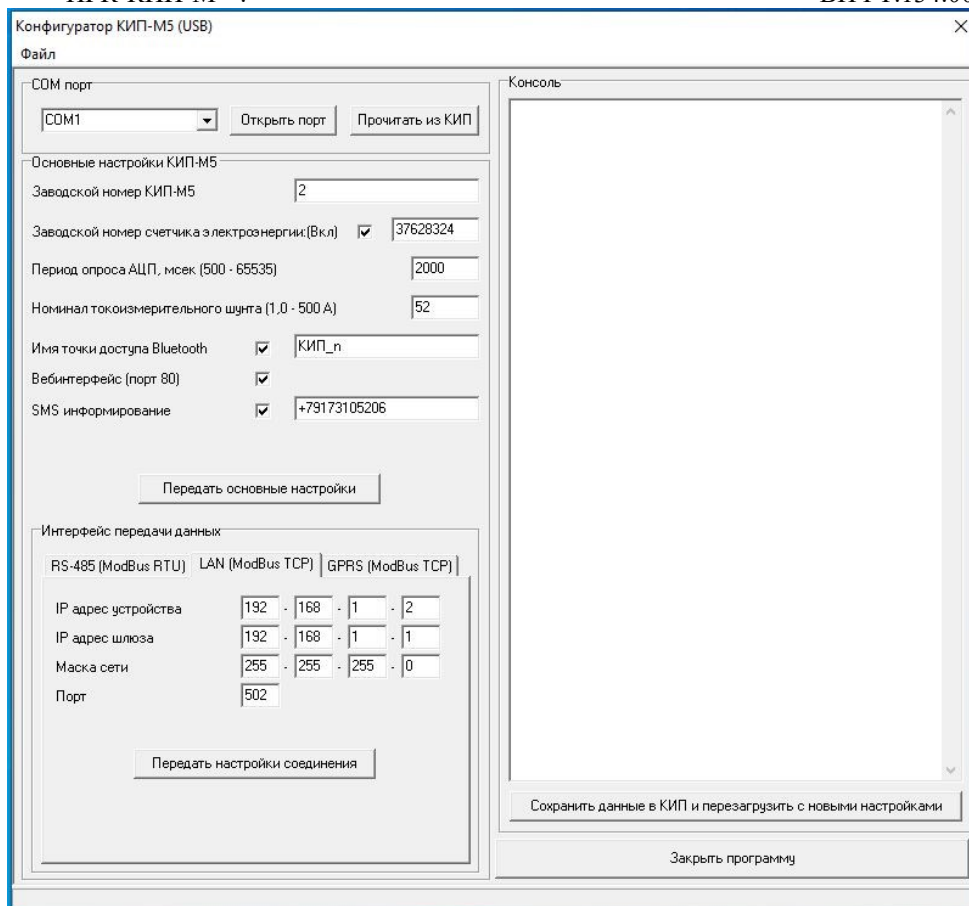 Конфигуратор КИП-М5 (USB)
Файл
COM порт
COM1
Открыть порт
Прочитать из КИП
Основные настройки КИП-М5
Заводской номер КИП-М5
2
Заводской номер счетчика электроэнергии:(Вкл)
37628324
Период опроса АЦП, мсек (500 - 65535)
2000
Номинал токоизмерительного шунта (1,0 - 500 А)
52
Имя точки доступа Bluetooth
КИП_n
Вебинтерфейс (порт 80)
SMS информирование
+79173105206
Передать основные настройки
Интерфейс передачи данных
RS-485 (ModBus RTU)
LAN (ModBus TCP)
GPRS (ModBus TCP)
IP адрес устройства
192 - 168 - 1 - 2
IP адрес шлюза
192 - 168 - 1 - 1
Маска сети
255 - 255 - 255 - 0
Порт
502
Передать настройки соединения
Консоль
Сохранить данные в КИП и перезагрузить с новыми настройками
Закрыть программу